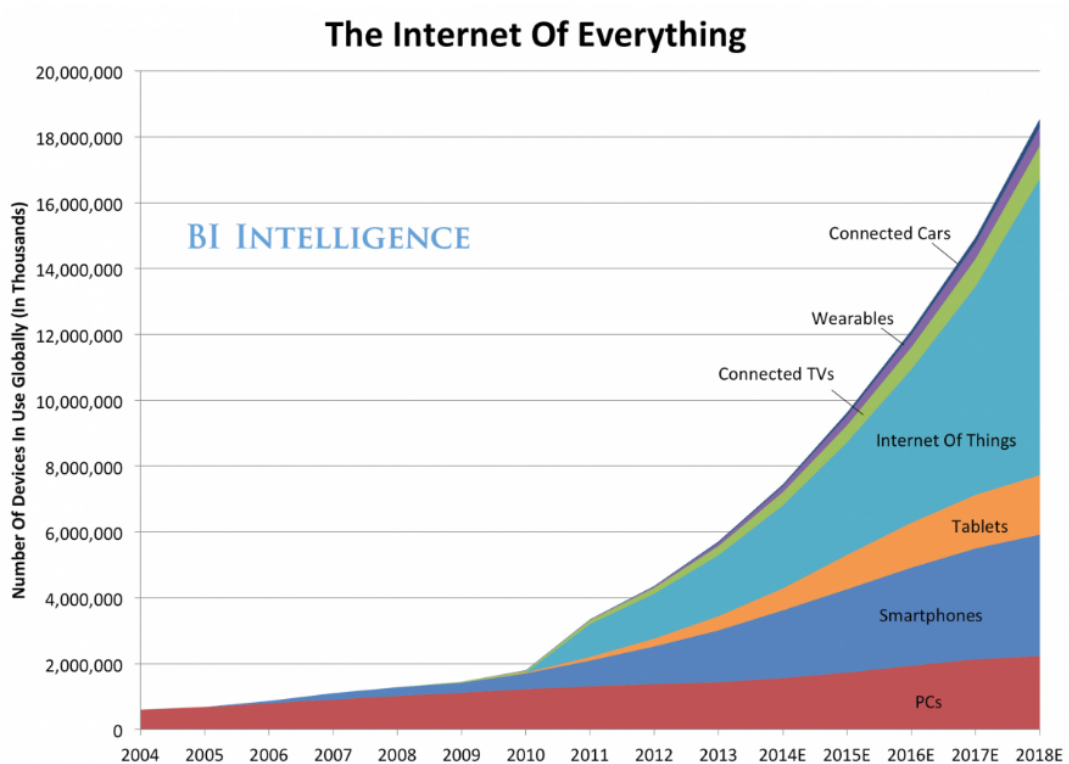 The Internet Of Everything
Number Of Devices In Use Globally (In Thousands)
20,000,000
18,000,000
16,000,000
14,000,000
12,000,000
10,000,000
8,000,000
6,000,000
4,000,000
2,000,000
0
BI INTELLIGENCE
Connected Cars
Wearables
Connected TVs
Internet Of Things
Tablets
Smartphones
PCs
2004 2005 2006 2007 2008 2009 2010 2011 2012 2013 2014E 2015E 2016E 2017E 2018E